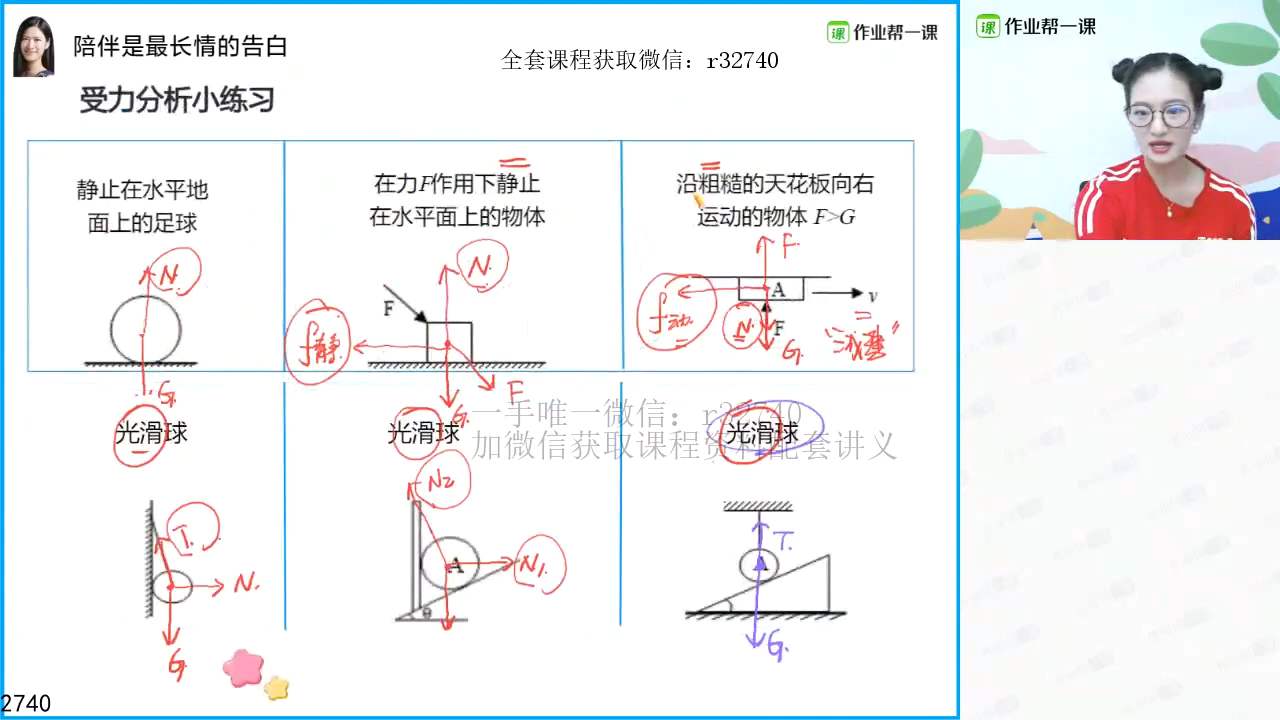 陪伴是最长情的告白
作业帮一课
作业帮一课
全套课程获取微信：r32740
受力分析小练习
静止在水平地
面上的足球
在力F作用下静止
在水平面上的物体
沿粗糙的天花板向右
运动的物体 F>G
N.
G.
F
N.
f静.
F
G.
F.
A
v
f动.
N.
F
G.
"减塾"
一手唯一微信：r32740
加微信获取课程资料配套讲义
光滑球
光滑球
光滑球
T.
N.
G.
N2
A
N1.
θ
T.
A
G.
2740